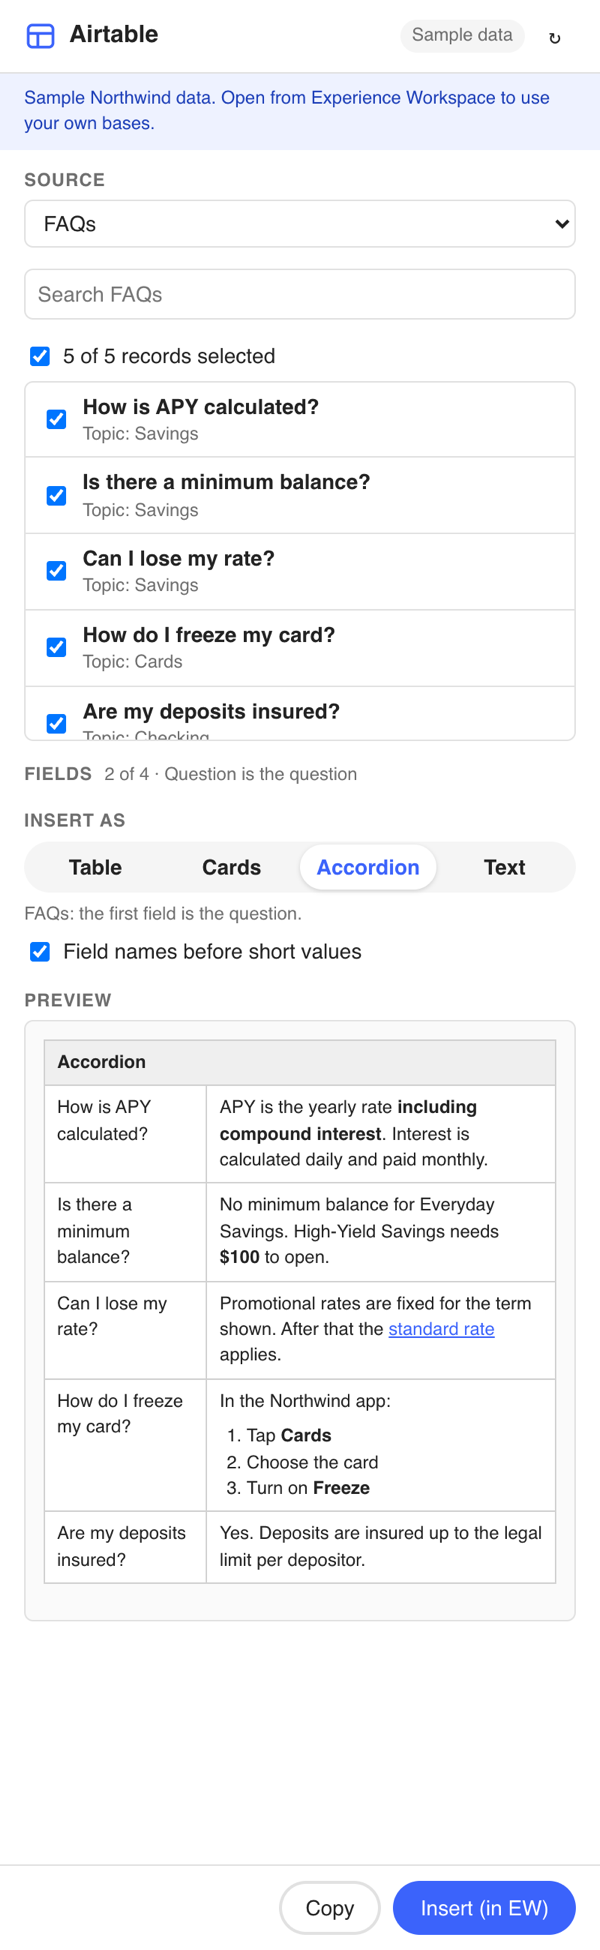 Airtable
Sample data
Sample Northwind data. Open from Experience Workspace to use
your own bases.
SOURCE
FAQs
Search FAQs
5 of 5 records selected
How is APY calculated?
Topic: Savings
Is there a minimum balance?
Topic: Savings
Can I lose my rate?
Topic: Savings
How do I freeze my card?
Topic: Cards
Are my deposits insured?
Topic: Checking
FIELDS 2 of 4 · Question is the question
INSERT AS
Table Cards Accordion Text
FAQs: the first field is the question.
Field names before short values
PREVIEW
Accordion
How is APY
calculated?
APY is the yearly rate including
compound interest. Interest is
calculated daily and paid monthly.
Is there a
minimum
balance?
No minimum balance for Everyday
Savings. High-Yield Savings needs
$100 to open.
Can I lose my
rate?
Promotional rates are fixed for the term
shown. After that the standard rate
applies.
How do I freeze
my card?
In the Northwind app:
1. Tap Cards
2. Choose the card
3. Turn on Freeze
Are my deposits
insured?
Yes. Deposits are insured up to the legal
limit per depositor.
Copy
Insert (in EW)